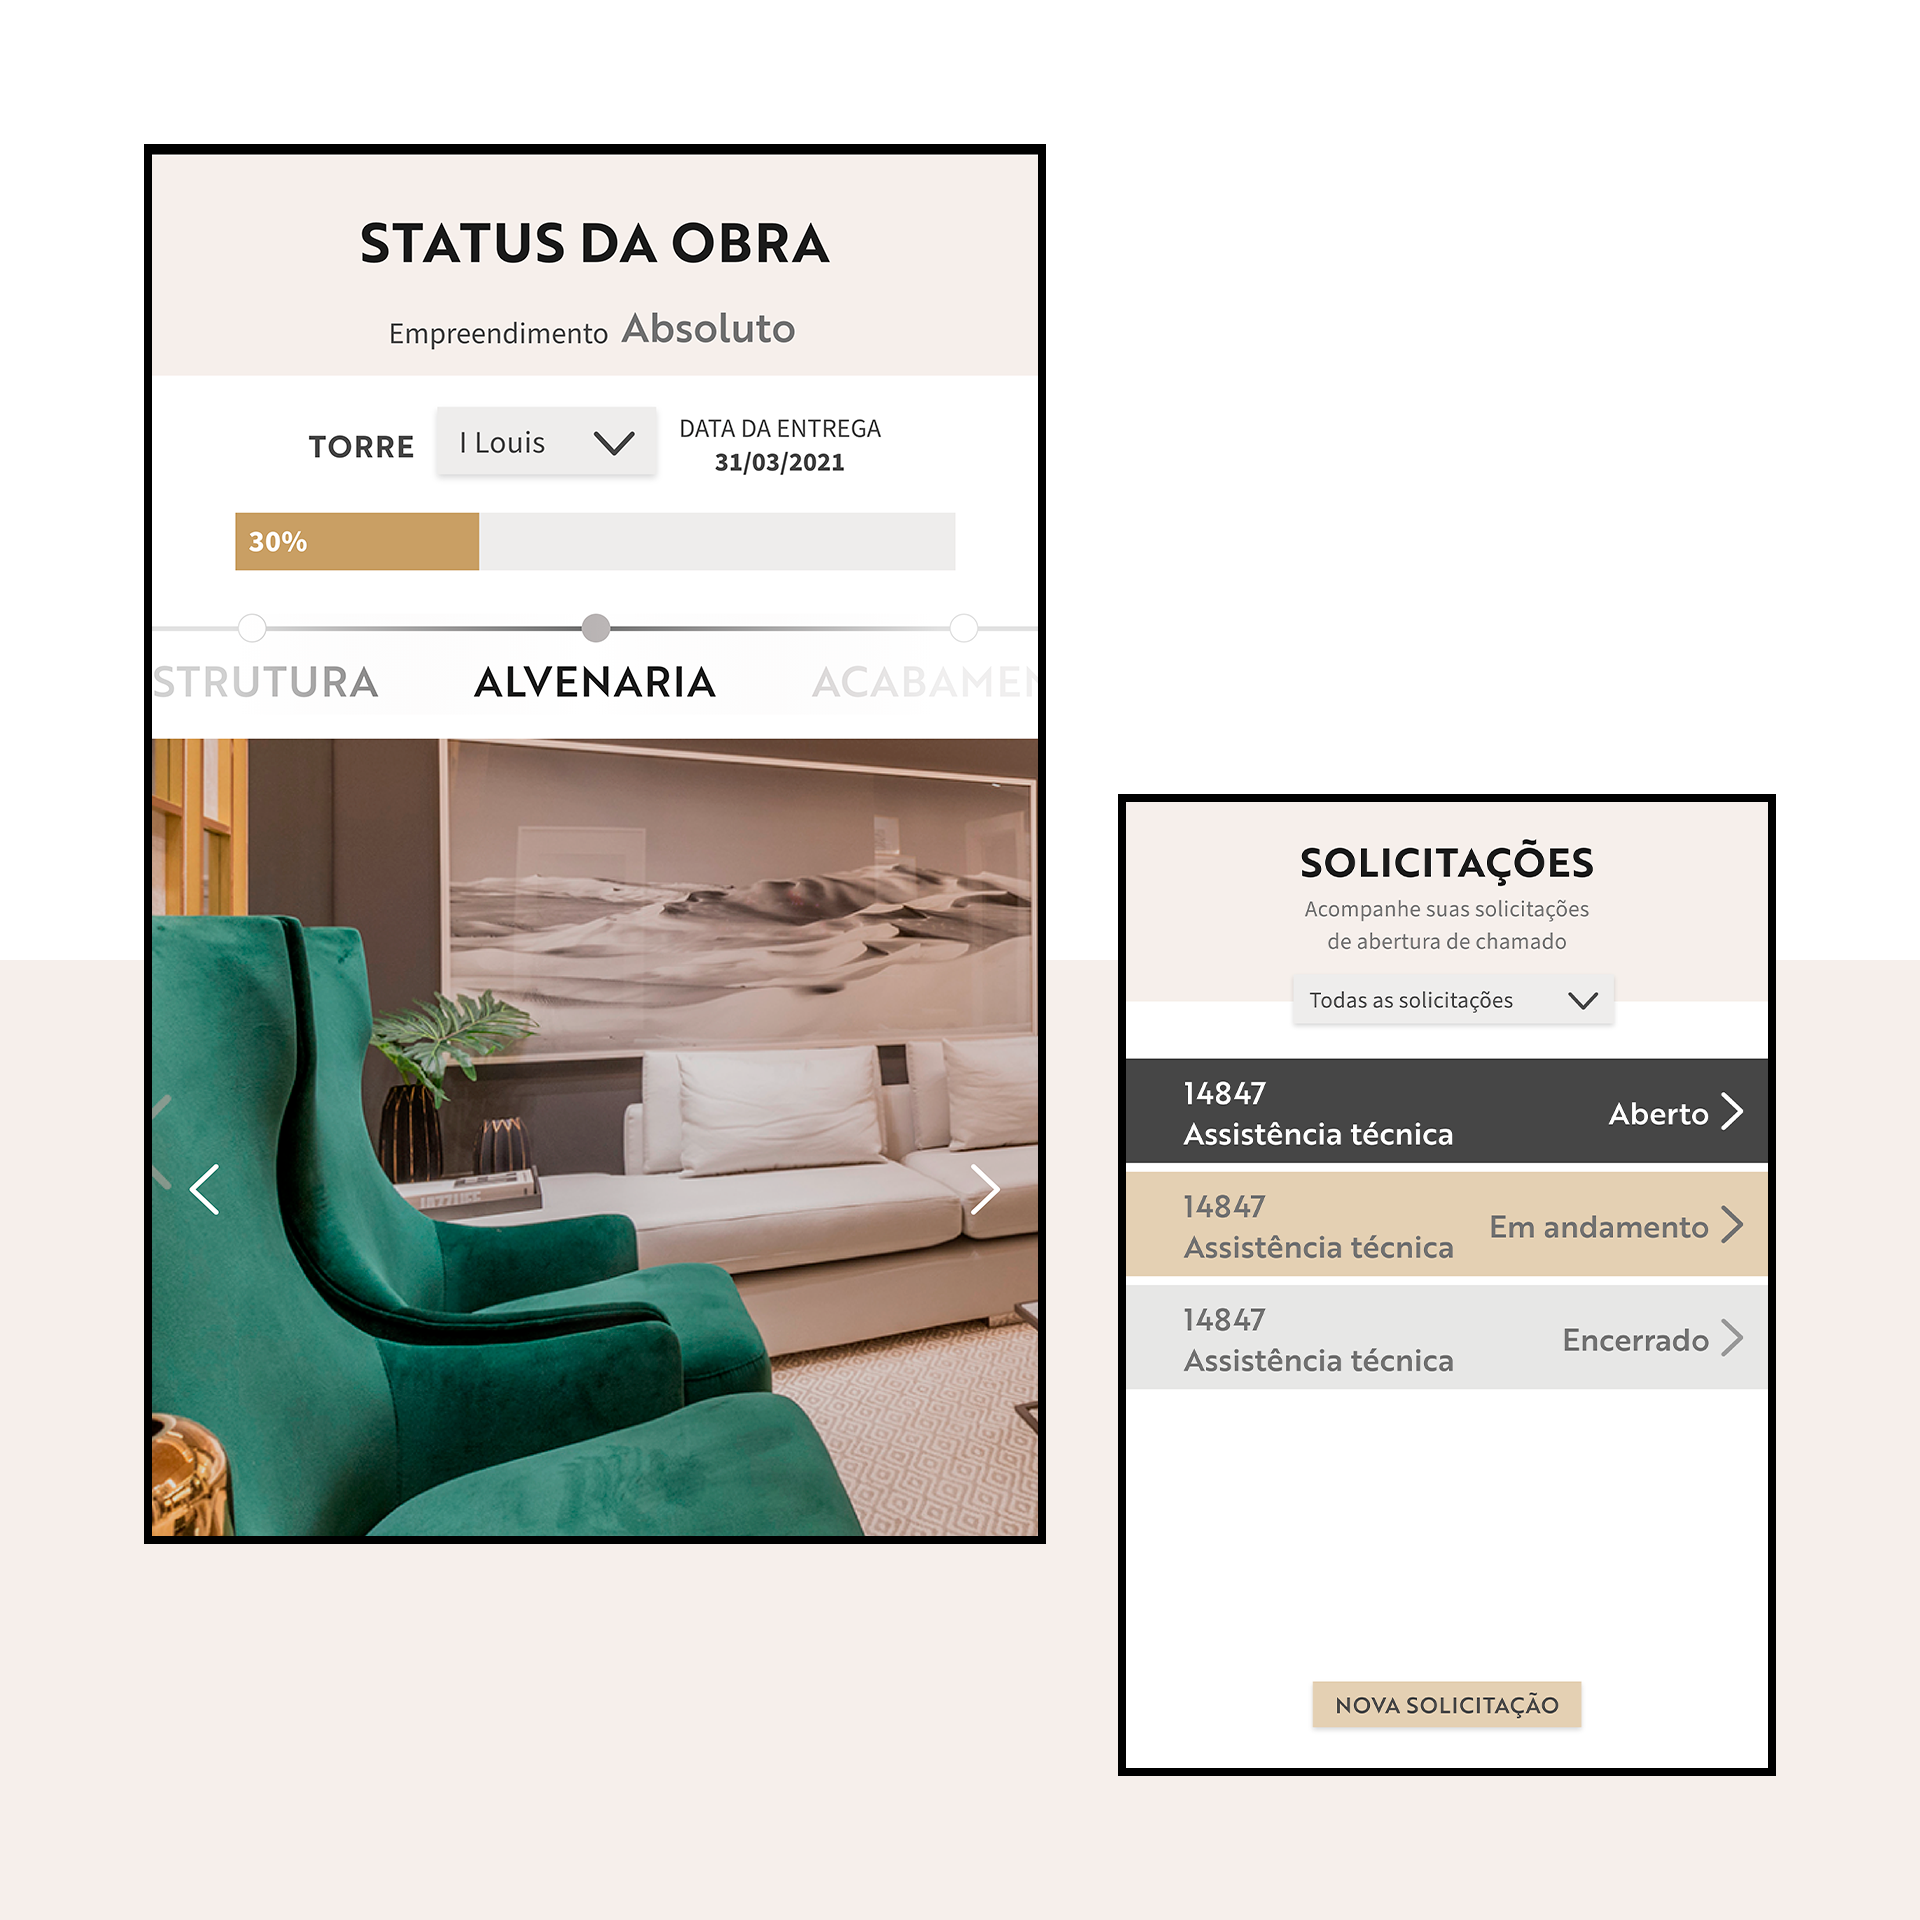 STATUS DA OBRA
Empreendimento Absoluto
TORRE
I Louis
DATA DA ENTREGA
31/03/2021
30%
STRUTURA
ALVENARIA
ACABAMEN
SOLICITAÇÕES
Acompanhe suas solicitações
de abertura de chamado
Todas as solicitações
14847
Assistência técnica
Aberto
14847
Assistência técnica
Em andamento
14847
Assistência técnica
Encerrado
NOVA SOLICITAÇÃO